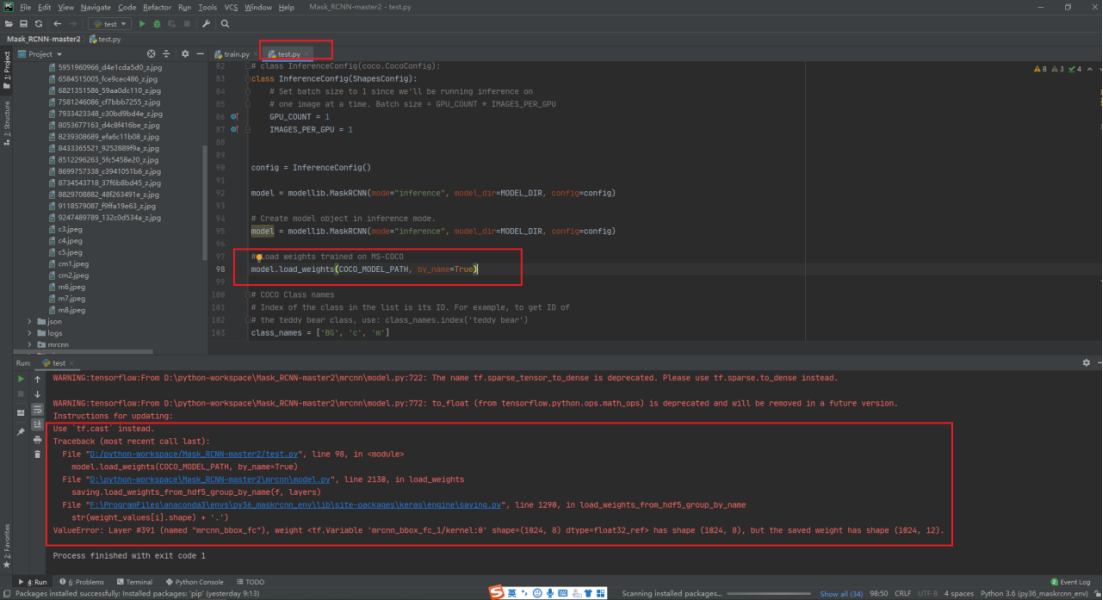 File Edit View Navigate Code Refactor Run Tools VCS Window Help Mask_RCNN-master2 - test.py
test
Mask_RCNN-master2 test.py
Project train.py test.py
1: Project
2: Structure
2: Favorites
5951960966_d4e1cda5d0_z.jpg
6584515005_fce9cec486_z.jpg
6821351586_59aa0dc110_z.jpg
7581246086_cf7bbb7255_z.jpg
7933423348_c30bd9bd4e_z.jpg
8053677163_d4c8f416be_z.jpg
8239308689_efa6c11b08_z.jpg
8433365521_9252889f9a_z.jpg
8512296263_5fc5458e20_z.jpg
8699757338_c3941051b6_z.jpg
8734543718_37f6b8bd45_z.jpg
8829708882_48f263491e_z.jpg
9118579087_f9ffa19e63_z.jpg
9247489789_132c0d534a_z.jpg
c3.jpeg
c4.jpeg
c5.jpeg
cm1.jpeg
cm2.jpeg
m6.jpeg
m7.jpeg
m8.jpeg
json
logs
mrcnn
8 3 4
82 # class InferenceConfig(coco.CocoConfig):
83 class InferenceConfig(ShapesConfig):
84 # Set batch size to 1 since we'll be running inference on
85 # one image at a time. Batch size = GPU_COUNT * IMAGES_PER_GPU
86 GPU_COUNT = 1
87 IMAGES_PER_GPU = 1
88
89
90 config = InferenceConfig()
91
92 model = modellib.MaskRCNN(mode="inference", model_dir=MODEL_DIR, config=config)
93
94 # Create model object in inference mode.
95 model = modellib.MaskRCNN(mode="inference", model_dir=MODEL_DIR, config=config)
96
97 # Load weights trained on MS-COCO
98 model.load_weights(COCO_MODEL_PATH, by_name=True)
99
100 # COCO Class names
101 # Index of the class in the list is its ID. For example, to get ID of
102 # the teddy bear class, use: class_names.index('teddy bear')
103 class_names = ['BG', 'c', 'm']
Run: test
WARNING:tensorflow:From D:\python-workspace\Mask_RCNN-master2\mrcnn\model.py:722: The name tf.sparse_tensor_to_dense is deprecated. Please use tf.sparse.to_dense instead.
WARNING:tensorflow:From D:\python-workspace\Mask_RCNN-master2\mrcnn\model.py:772: to_float (from tensorflow.python.ops.math_ops) is deprecated and will be removed in a future version.
Instructions for updating:
Use `tf.cast` instead.
Traceback (most recent call last):
File "D:/python-workspace/Mask_RCNN-master2/test.py", line 98, in <module>
model.load_weights(COCO_MODEL_PATH, by_name=True)
File "D:\python-workspace\Mask_RCNN-master2\mrcnn\model.py", line 2130, in load_weights
saving.load_weights_from_hdf5_group_by_name(f, layers)
File "F:\ProgramFiles\anaconda3\envs\py36_maskrcnn_env\lib\site-packages\keras\engine\saving.py", line 1290, in load_weights_from_hdf5_group_by_name
str(weight_values[i].shape) + '.')
ValueError: Layer #391 (named "mrcnn_bbox_fc"), weight <tf.Variable 'mrcnn_bbox_fc_1/kernel:0' shape=(1024, 8) dtype=float32_ref> has shape (1024, 8), but the saved weight has shape (1024, 12).
Process finished with exit code 1
4: Run 6: Problems Terminal Python Console TODO Event Log
Packages installed successfully: Installed packages: 'pip' (yesterday 9:13) 英 Scanning installed packages... Show all (34) 98:50 CRLF UTF-8 4 spaces Python 3.6 (py36_maskrcnn_env)